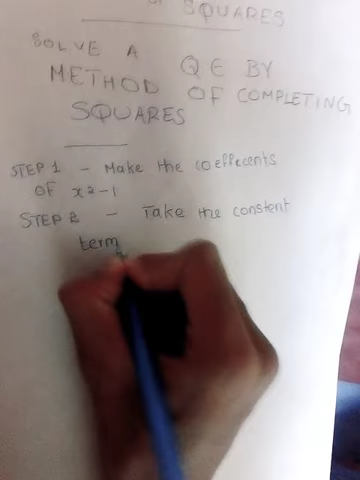 OF SQUARES
SOLVE A QE BY
METHOD OF COMPLETING
SQUARES
STEP 1 - Make the coeffecents
OF x2-1
STEP 2 - Take the constent
term